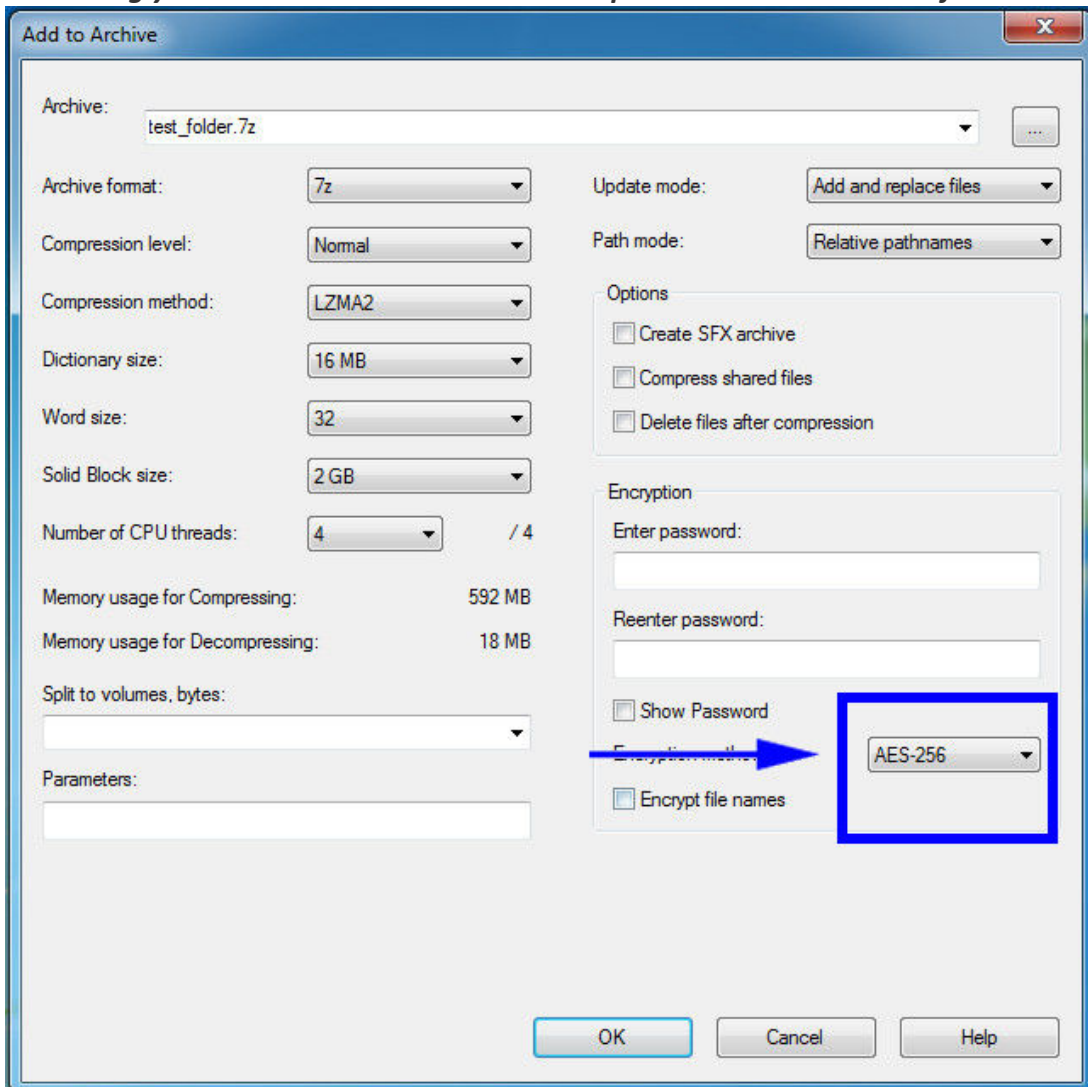 Add to Archive
X
Archive:
test_folder.7z
...
Archive format:
7z
Compression level:
Normal
Compression method:
LZMA2
Dictionary size:
16 MB
Word size:
32
Solid Block size:
2 GB
Number of CPU threads:
4
/ 4
Memory usage for Compressing:
592 MB
Memory usage for Decompressing:
18 MB
Split to volumes, bytes:
Parameters:
Update mode:
Add and replace files
Path mode:
Relative pathnames
Options
Create SFX archive
Compress shared files
Delete files after compression
Encryption
Enter password:
Reenter password:
Show Password
AES-256
Encrypt file names
OK
Cancel
Help